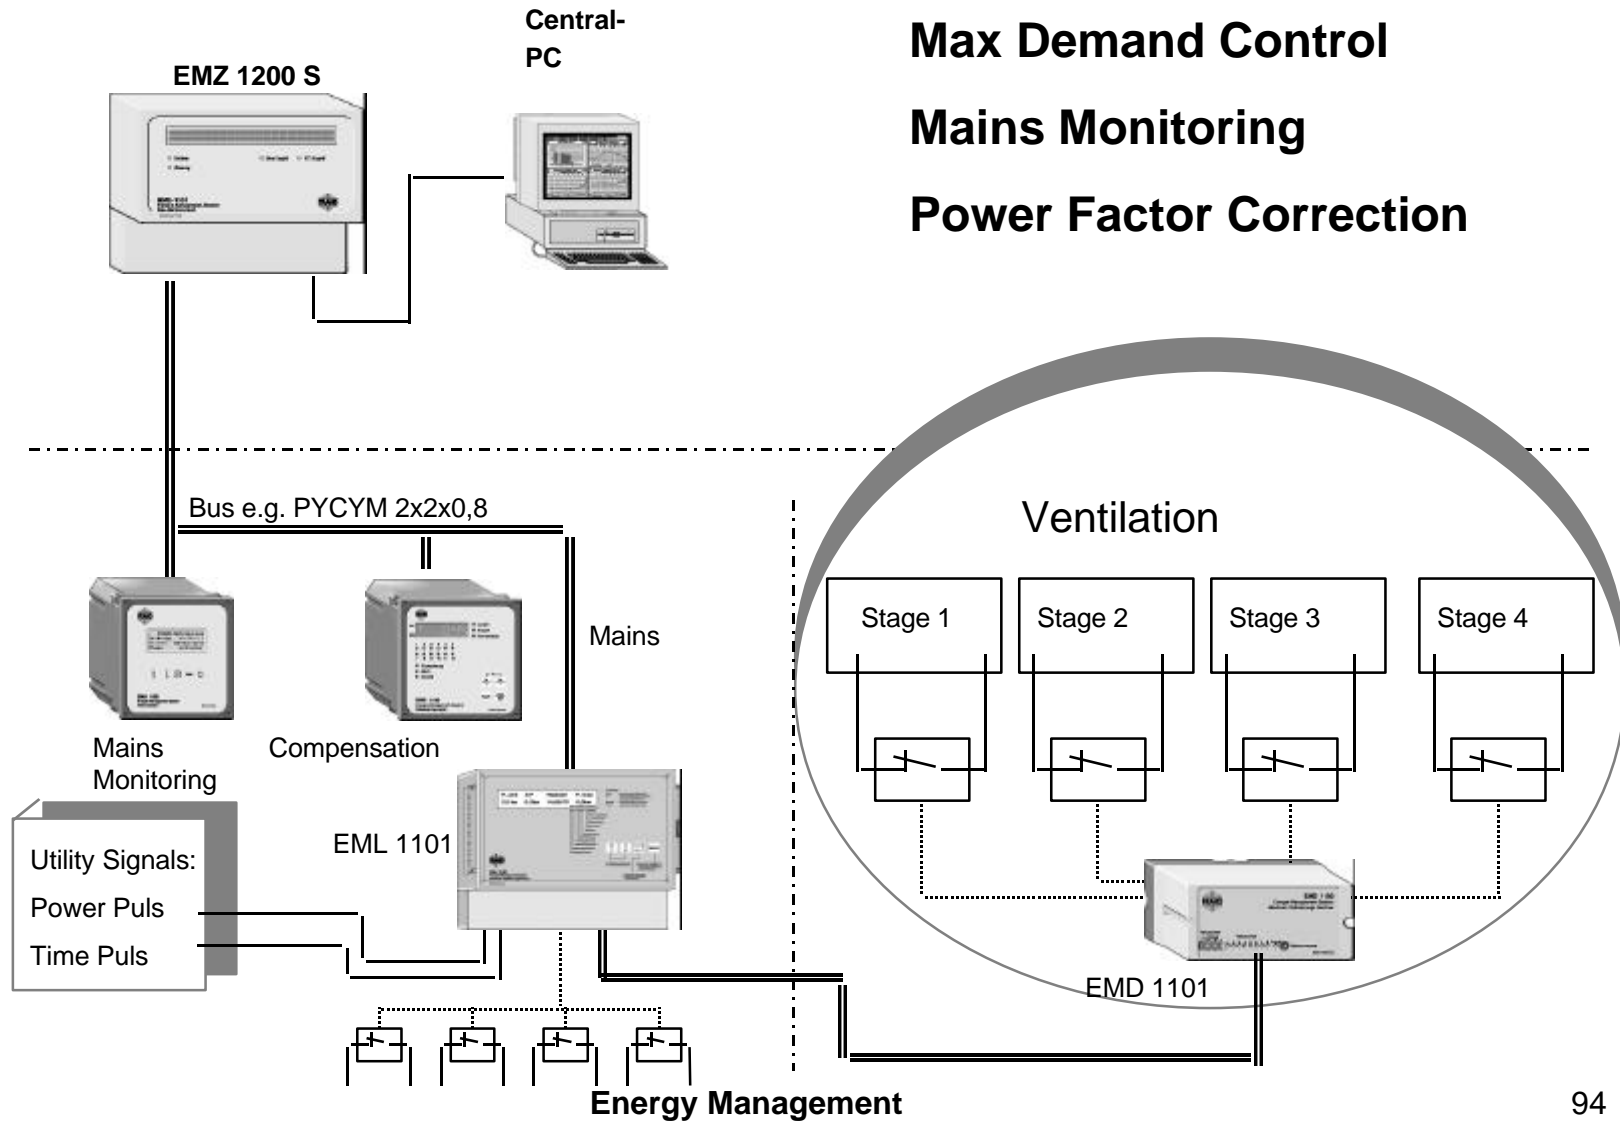 Central-
PC
Max Demand Control
EMZ 1200 S
Mains Monitoring
Power Factor Correction
Bus e.g. PYCYM 2x2x0,8
Ventilation
Stage 1
Stage 2
Stage 3
Stage 4
Mains
Mains
Monitoring
Compensation
EML 1101
Utility Signals:
Power Puls
Time Puls
EMD 1101
Energy Management
94